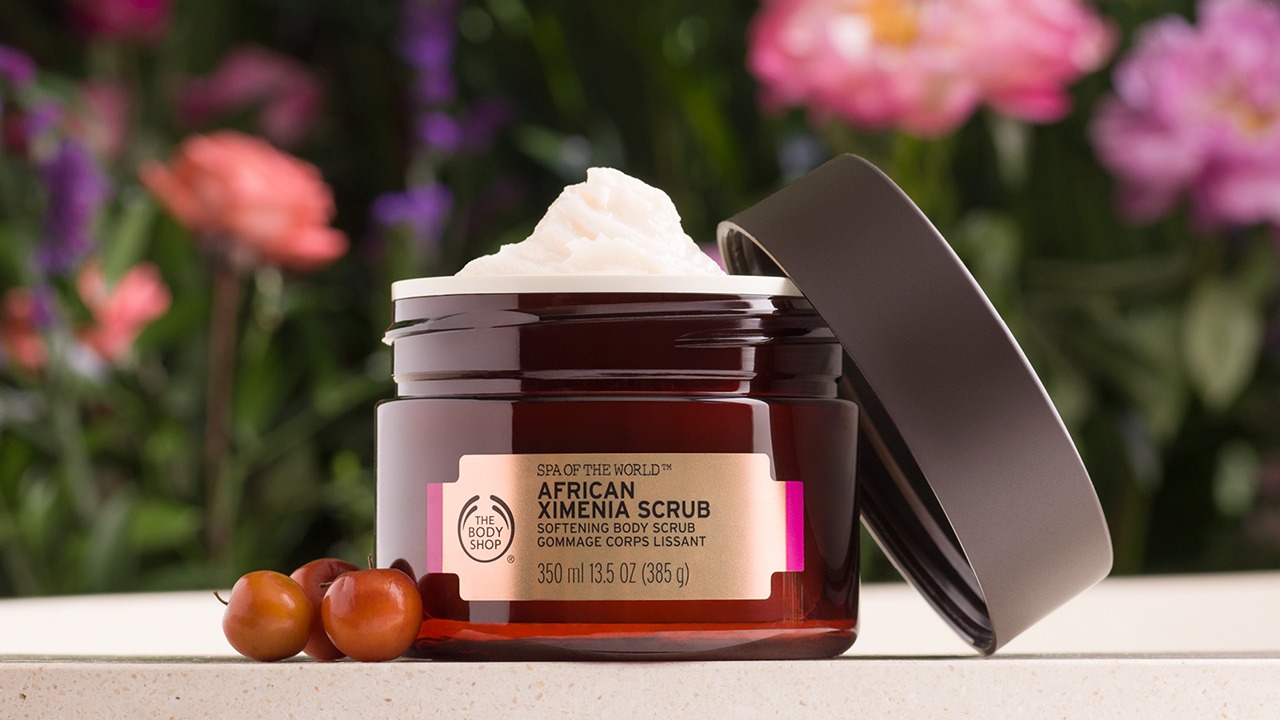 SPA OF THE WORLD™
AFRICAN
XIMENIA SCRUB
SOFTENING BODY SCRUB
GOMMAGE CORPS LISSANT
350 ml 13.5 OZ (385 g)
THE
BODY
SHOP®